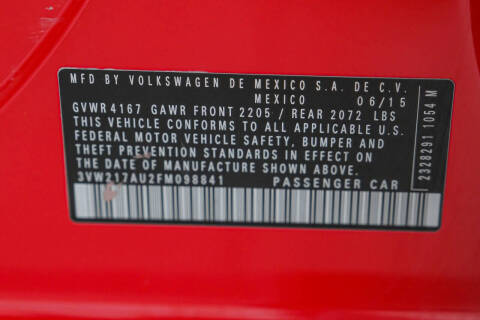 MFD BY VOLKSWAGEN DE MEXICO S.A. DE C.V.
MEXICO 06/15
GVWR 4167 GAWR FRONT 2205 / REAR 2072 LBS
THIS VEHICLE CONFORMS TO ALL APPLICABLE U.S.
FEDERAL MOTOR VEHICLE SAFETY, BUMPER AND
THEFT PREVENTION STANDARDS IN EFFECT ON
THE DATE OF MANUFACTURE SHOWN ABOVE.
3VW217AU2FM098841 PASSENGER CAR
2328291 1054 M